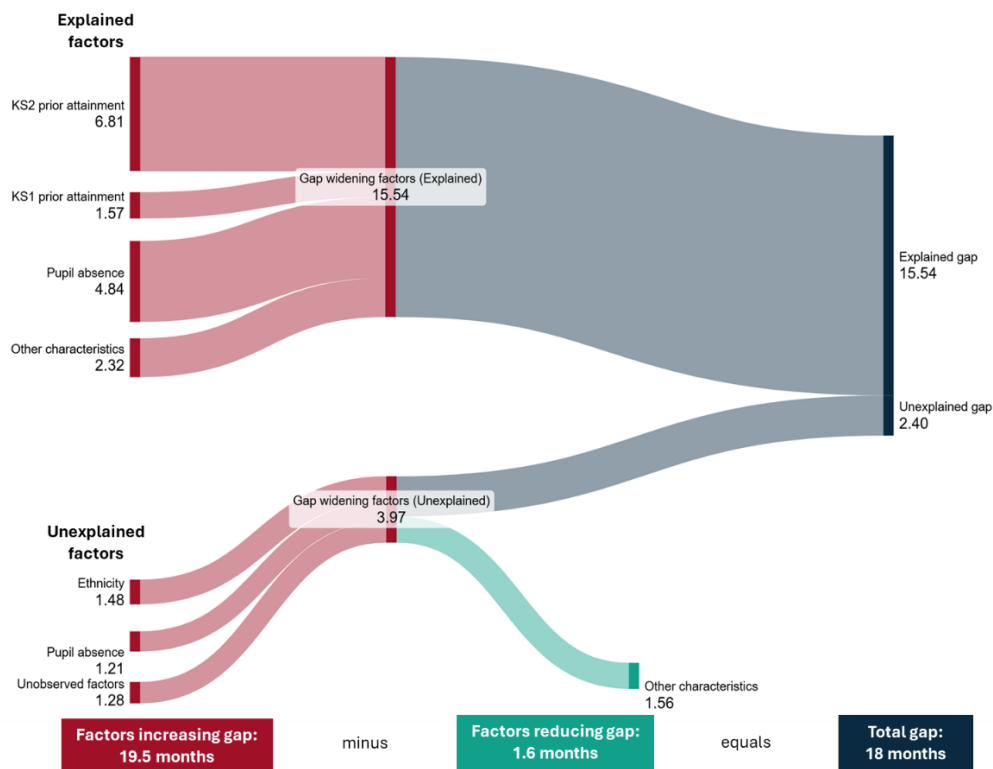 Explained
factors
KS2 prior attainment
6.81
KS1 prior attainment
1.57
Pupil absence
4.84
Other characteristics
2.32
Gap widening factors (Explained)
15.54
Explained gap
15.54
Unexplained gap
2.40
Gap widening factors (Unexplained)
3.97
Unexplained
factors
Ethnicity
1.48
Pupil absence
1.21
Unobserved factors
1.28
Other characteristics
1.56
Factors increasing gap:
19.5 months
minus
Factors reducing gap:
1.6 months
equals
Total gap:
18 months